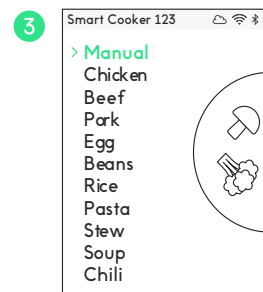 3
Smart Cooker 123
> Manual
Chicken
Beef
Pork
Egg
Beans
Rice
Pasta
Stew
Soup
Chili